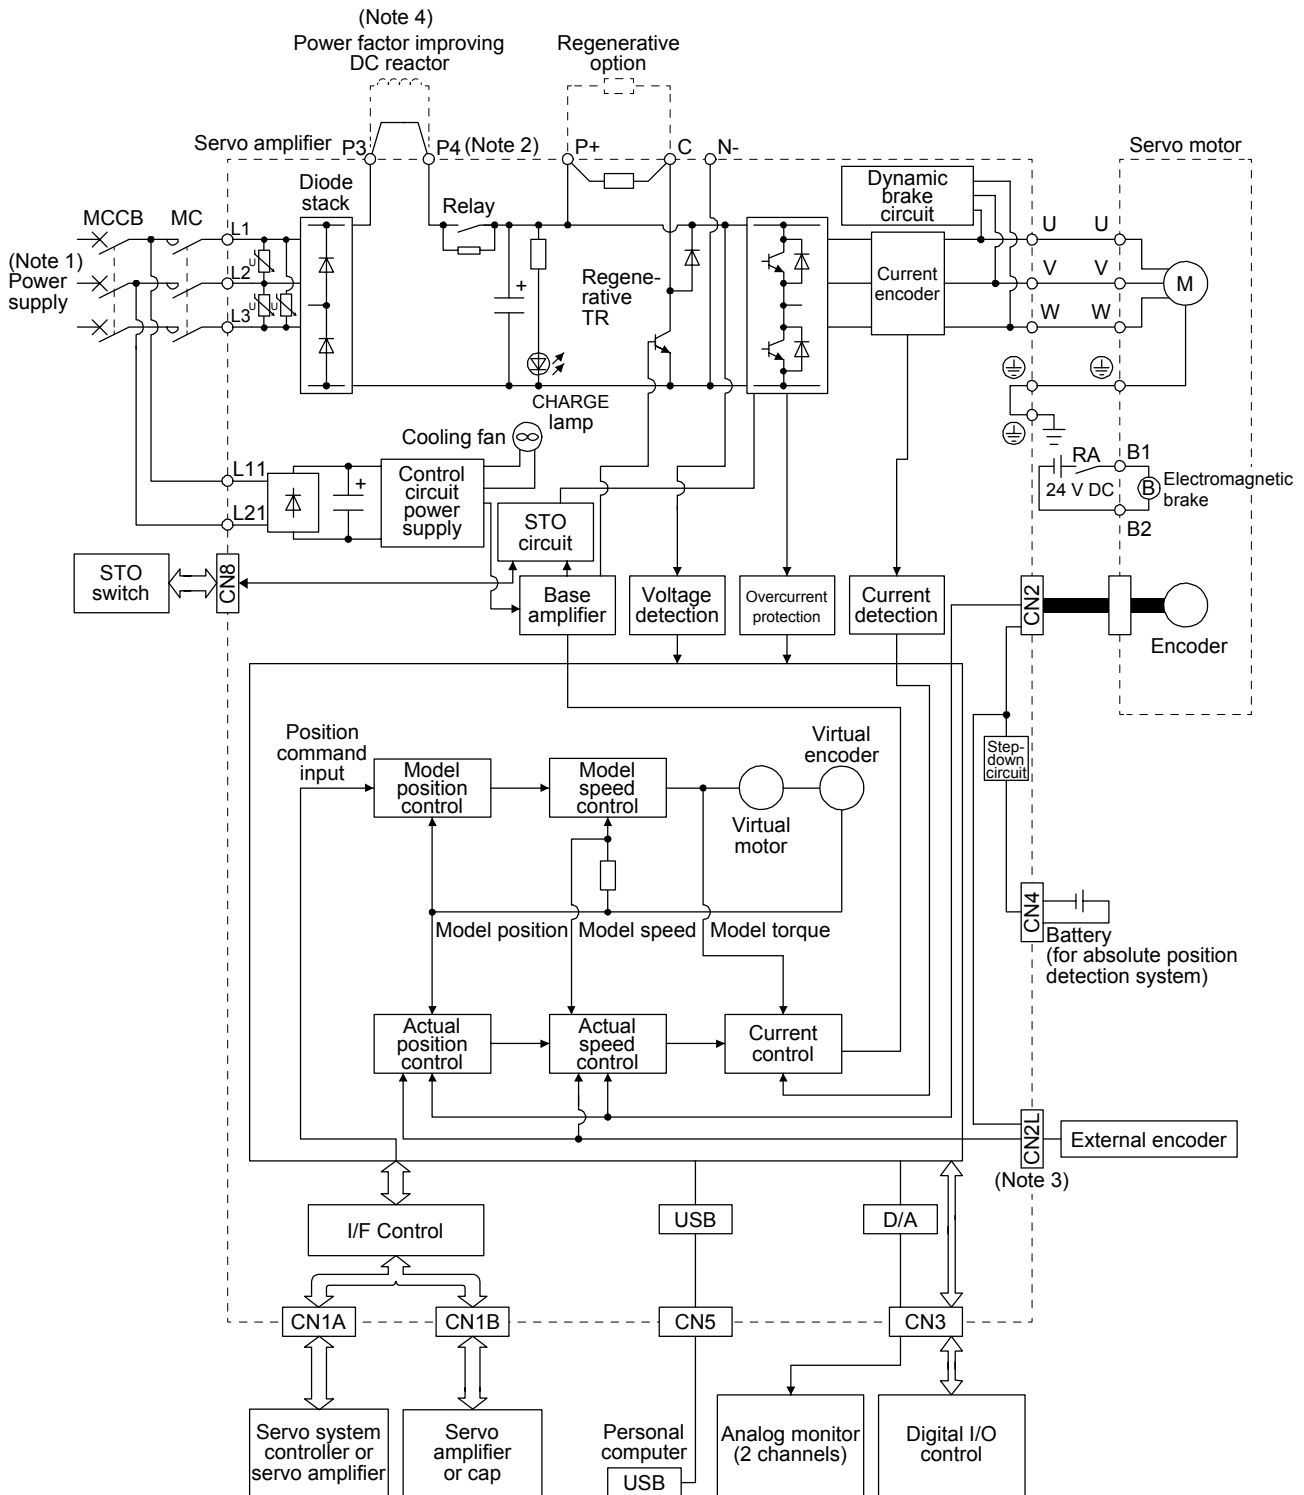 (Note 4)
Power factor improving
DC reactor
Regenerative
option
Servo amplifier
P3
P4
(Note 2)
P+
C
N-
Servo motor
Diode
stack
Relay
Dynamic
brake
circuit
MCCB
MC
L1
U
U
(Note 1)
Power
supply
L2
U
Regene-
rative
TR
+
Current
encoder
V
V
M
U
U
L3
W
W
CHARGE
lamp
Cooling fan
L11
+
Control
circuit
power
supply
RA
B1
24 V DC
B
Electromagnetic
brake
L21
STO
circuit
B2
STO
switch
CN8
Base
amplifier
Voltage
detection
Overcurrent
protection
Current
detection
CN2
Encoder
Position
command
input
Model
position
control
Model
speed
control
Virtual
encoder
Step-
down
circuit
Virtual
motor
CN4
Model position
Model speed
Model torque
Battery
(for absolute position
detection system)
Actual
position
control
Actual
speed
control
Current
control
CN2L
External encoder
(Note 3)
I/F Control
USB
D/A
CN1A
CN1B
CN5
CN3
Servo system
controller or
servo amplifier
Servo
amplifier
or cap
Personal
computer
USB
Analog monitor
(2 channels)
Digital I/O
control